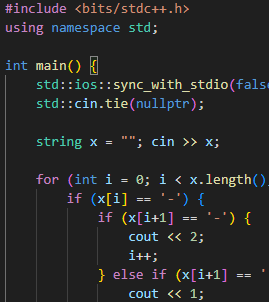 #include <bits/stdc++.h>
using namespace std;
int main() {
std::ios::sync_with_stdio(false
std::cin.tie(nullptr);
string x = ""; cin >> x;
for (int i = 0; i < x.length()
if (x[i] == '-') {
if (x[i+1] == '-') {
cout << 2;
i++;
} else if (x[i+1] == '
cout << 1;